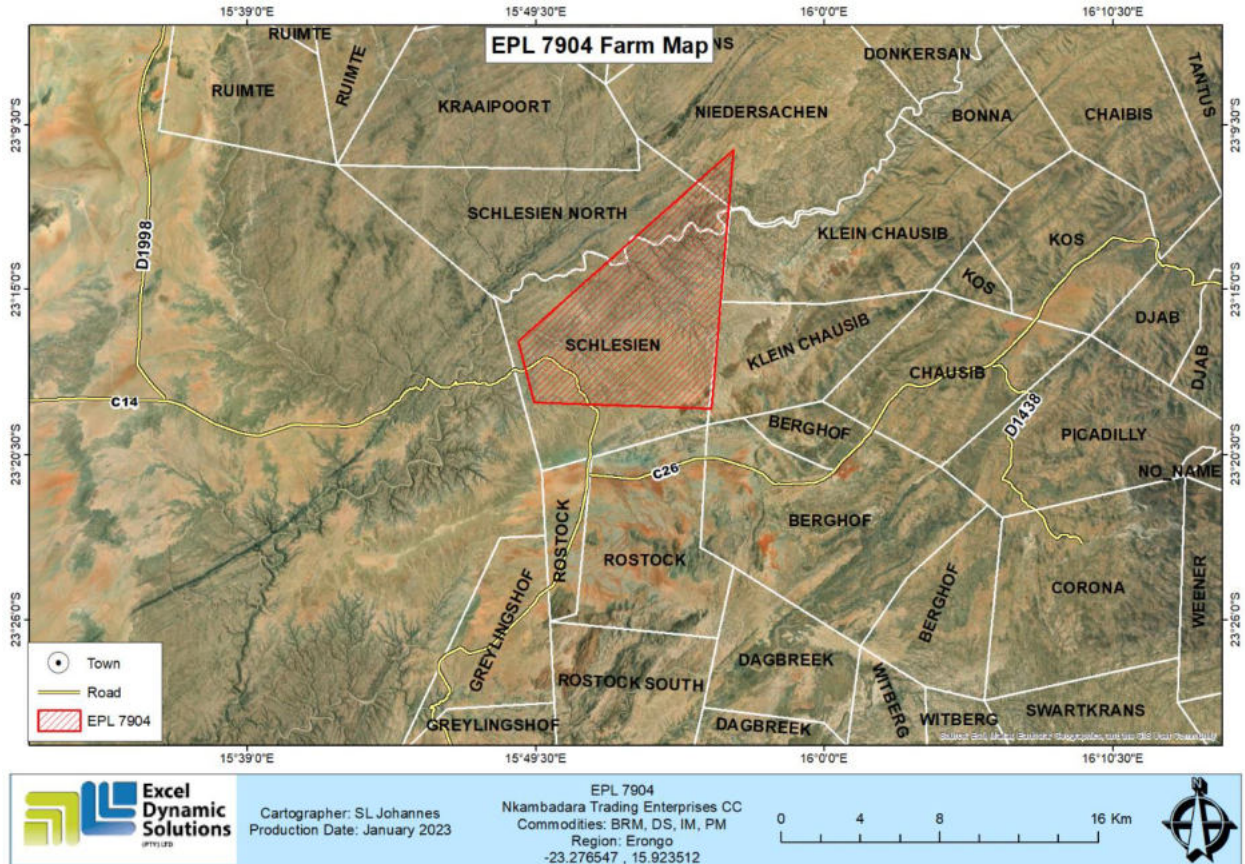 15°39'0"E
15°49'30"E
16°0'0"E
16°10'30"E
EPL 7904 Farm Map
RUIMTE
RUIMTE
RUIMTE
KRAAIPOORT
NIEDERSACHEN
DONKERSAN
BONNA
CHAIBIS
TANTUS
23°9'30"S
23°9'30"S
SCHLESIEN NORTH
KLEIN CHAUSIB
KOS
KOS
D1998
23°15'0"S
23°15'0"S
SCHLESIEN
KLEIN CHAUSIB
CHAUSIB
DJAB
DJAB
C14
D1438
BERGHOF
PICADILLY
23°20'30"S
23°20'30"S
C26
NO_NAME
ROSTOCK
ROSTOCK
BERGHOF
BERGHOF
CORONA
WEENER
23°26'0"S
23°26'0"S
GREYLINGSHOF
ROSTOCK SOUTH
DAGBREEK
WITBERG
WITBERG
SWARTKRANS
GREYLINGSHOF
DAGBREEK
Town
Road
EPL 7904
15°39'0"E
15°49'30"E
16°0'0"E
16°10'30"E
Excel
Dynamic
Solutions
(PTY) LTD
Cartographer: SL Johannes
Production Date: January 2023
EPL 7904
Nkambadara Trading Enterprises CC
Commodities: BRM, DS, IM, PM
Region: Erongo
-23.276547 , 15.923512
0 4 8 16 Km
N